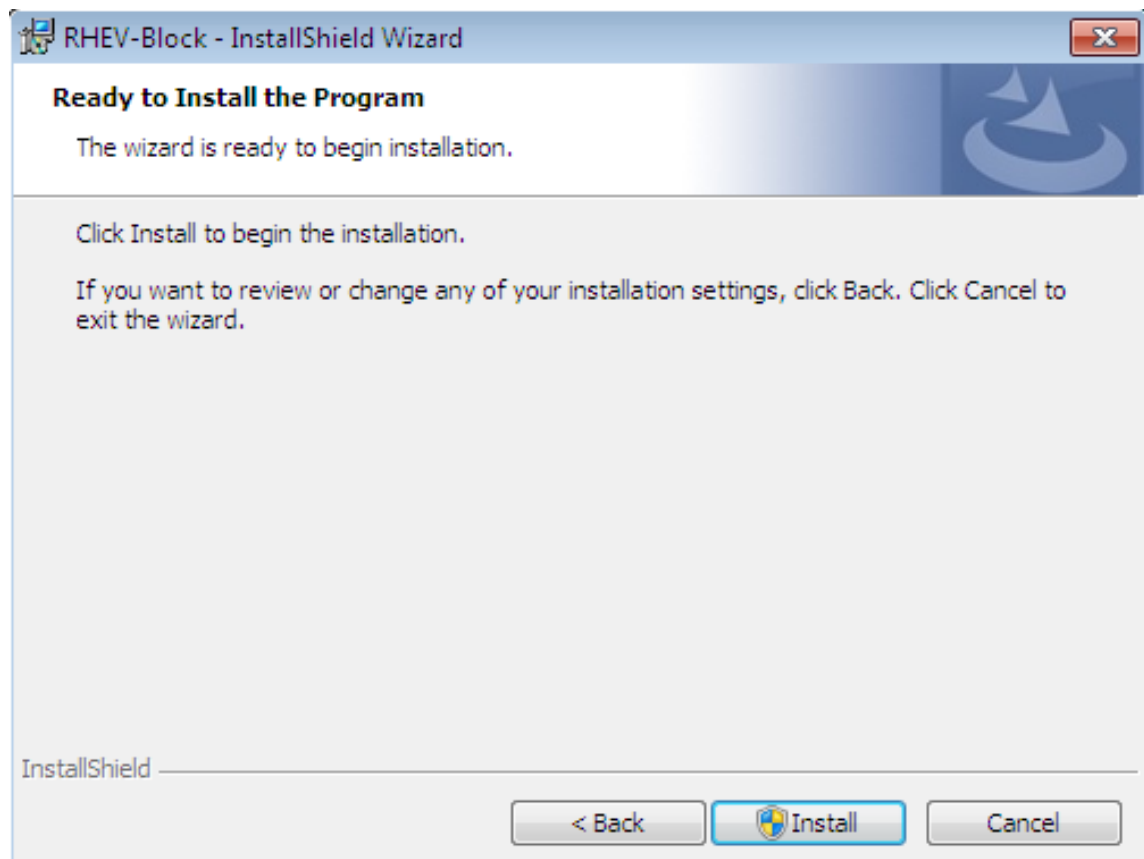 RHEV-Block - InstallShield Wizard
Ready to Install the Program
The wizard is ready to begin installation.
Click Install to begin the installation.
If you want to review or change any of your installation settings, click Back. Click Cancel to
exit the wizard.
InstallShield
< Back
Install
Cancel